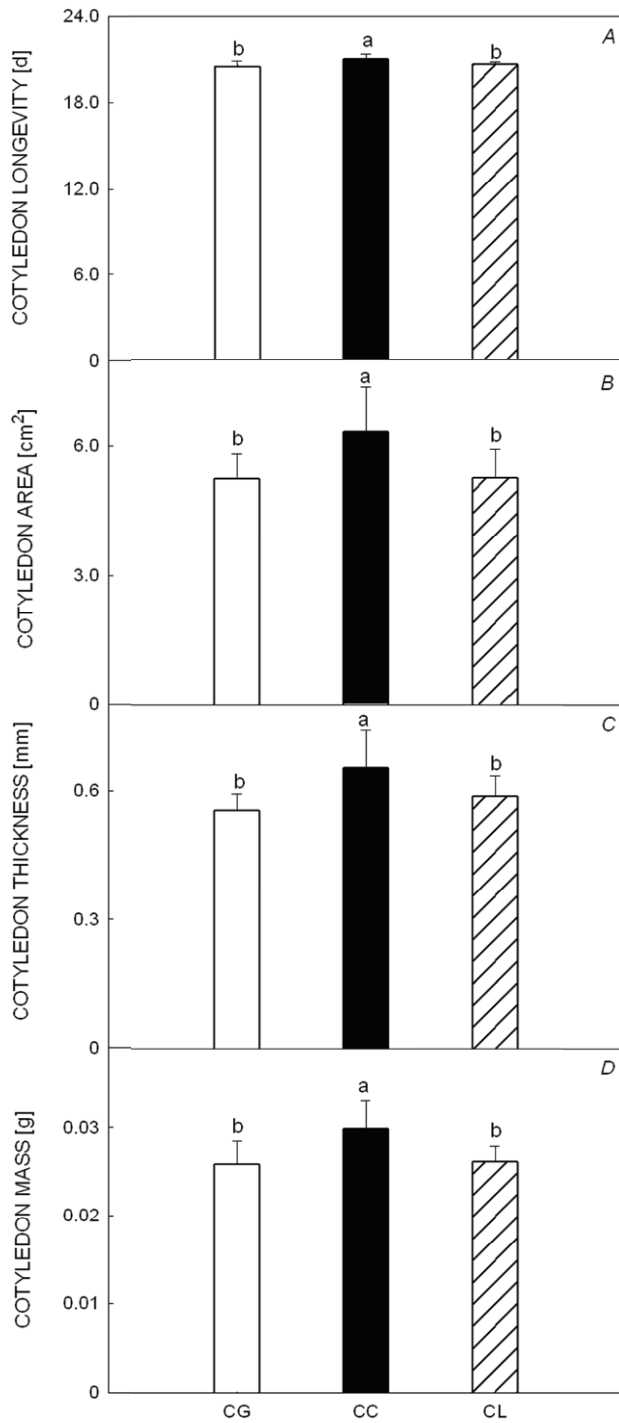 COTYLEDON LONGEVITY [d]
24.0
18.0
12.0
6.0
0
b
a
b
A
COTYLEDON AREA [cm²]
6.0
3.0
0
b
a
b
B
COTYLEDON THICKNESS [mm]
0.6
0.3
0
b
a
b
C
COTYLEDON MASS [g]
0.03
0.02
0.01
0
b
a
b
D
CG CC CL